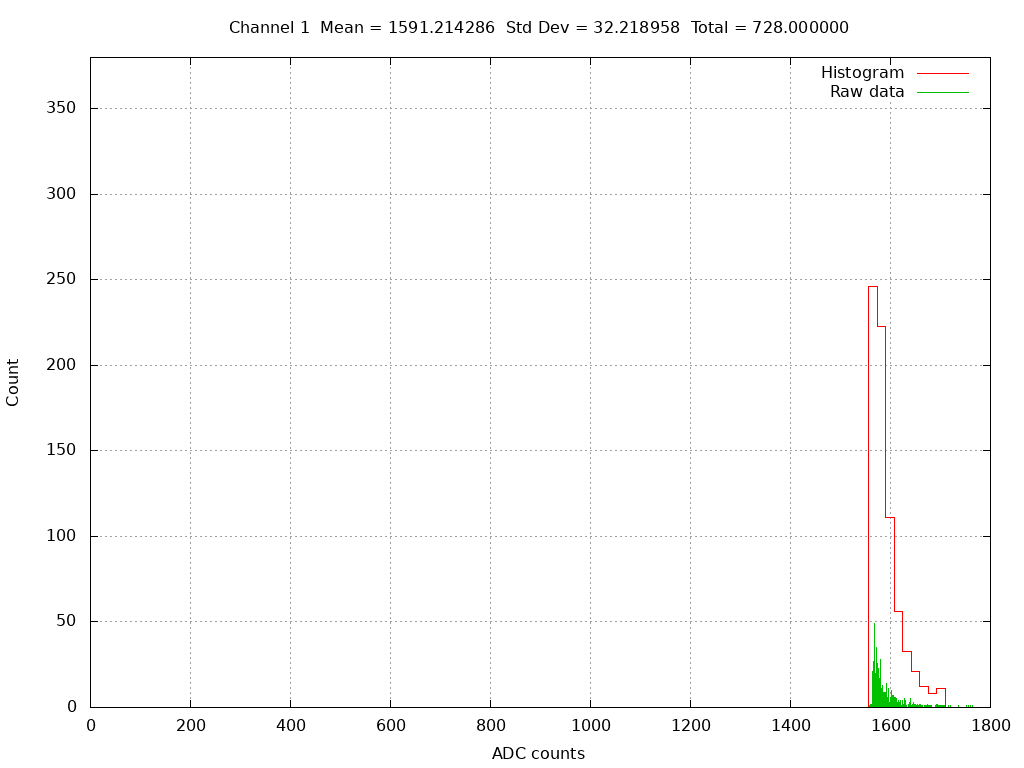 Channel 1  Mean = 1591.214286  Std Dev = 32.218958  Total = 728.000000
Histogram
Raw data
350
300
250
200
150
100
50
0
Count
0 200 400 600 800 1000 1200 1400 1600 1800
ADC counts